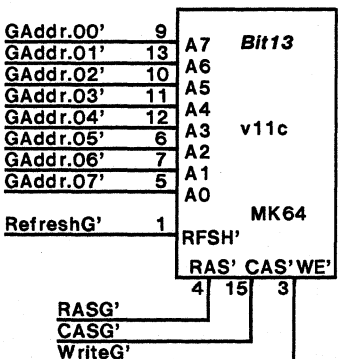 GAddr.00' 9 A7 Bit13
GAddr.01' 13 A6
GAddr.02' 10 A5
GAddr.03' 11 A4
GAddr.04' 12 A3 v11c
GAddr.05' 6 A2
GAddr.06' 7 A1
GAddr.07' 5 A0
MK64
RefreshG' 1 RFSH'
RAS' CAS' WE'
4 15 3
RASG'
CASG'
WriteG'